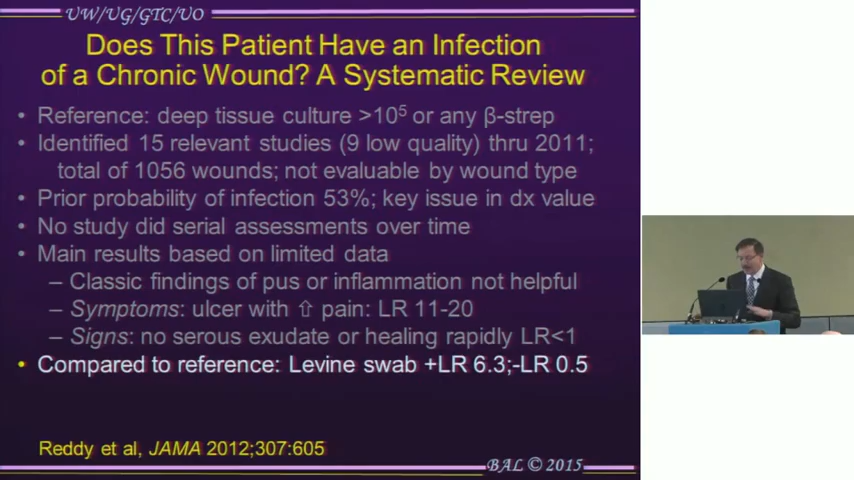 UW/UG/GTC/UO
Does This Patient Have an Infection
of a Chronic Wound? A Systematic Review
• Reference: deep tissue culture >10⁵ or any β-strep
• Identified 15 relevant studies (9 low quality) thru 2011;
total of 1056 wounds; not evaluable by wound type
• Prior probability of infection 53%; key issue in dx value
• No study did serial assessments over time
• Main results based on limited data
– Classic findings of pus or inflammation not helpful
– Symptoms: ulcer with ⇧ pain: LR 11-20
– Signs: no serous exudate or healing rapidly LR<1
• Compared to reference: Levine swab +LR 6.3;-LR 0.5
Reddy et al, JAMA 2012;307:605
BAL © 2015